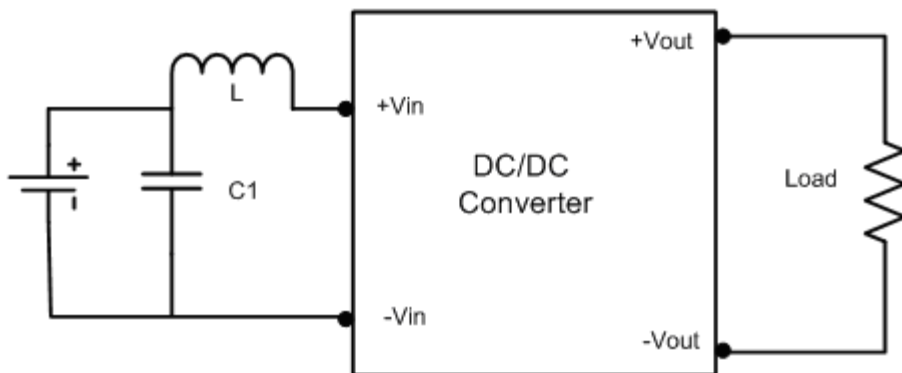 +Vout
L
+Vin
DC/DC
Converter
+
C1
Load
-
-Vin
-Vout